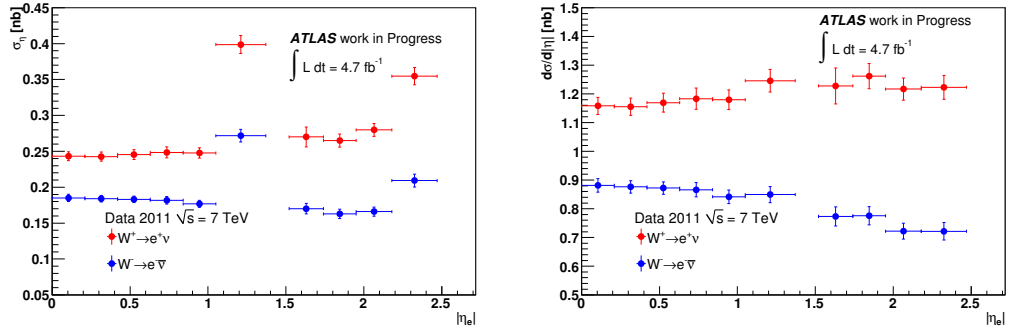 σ_η [nb]
0.45
0.4
0.35
0.3
0.25
0.2
0.15
0.1
0.05
ATLAS work in Progress
∫ L dt = 4.7 fb⁻¹
Data 2011 √s = 7 TeV
W⁺→e⁺ν
W⁻→e⁻ν̅
0 0.5 1 1.5 2 2.5
|η_e|
dσ/d|η| [nb]
1.5
1.4
1.3
1.2
1.1
1
0.9
0.8
0.7
0.6
0.5
ATLAS work in Progress
∫ L dt = 4.7 fb⁻¹
Data 2011 √s = 7 TeV
W⁺→e⁺ν
W⁻→e⁻ν̅
0 0.5 1 1.5 2 2.5
|η_e|